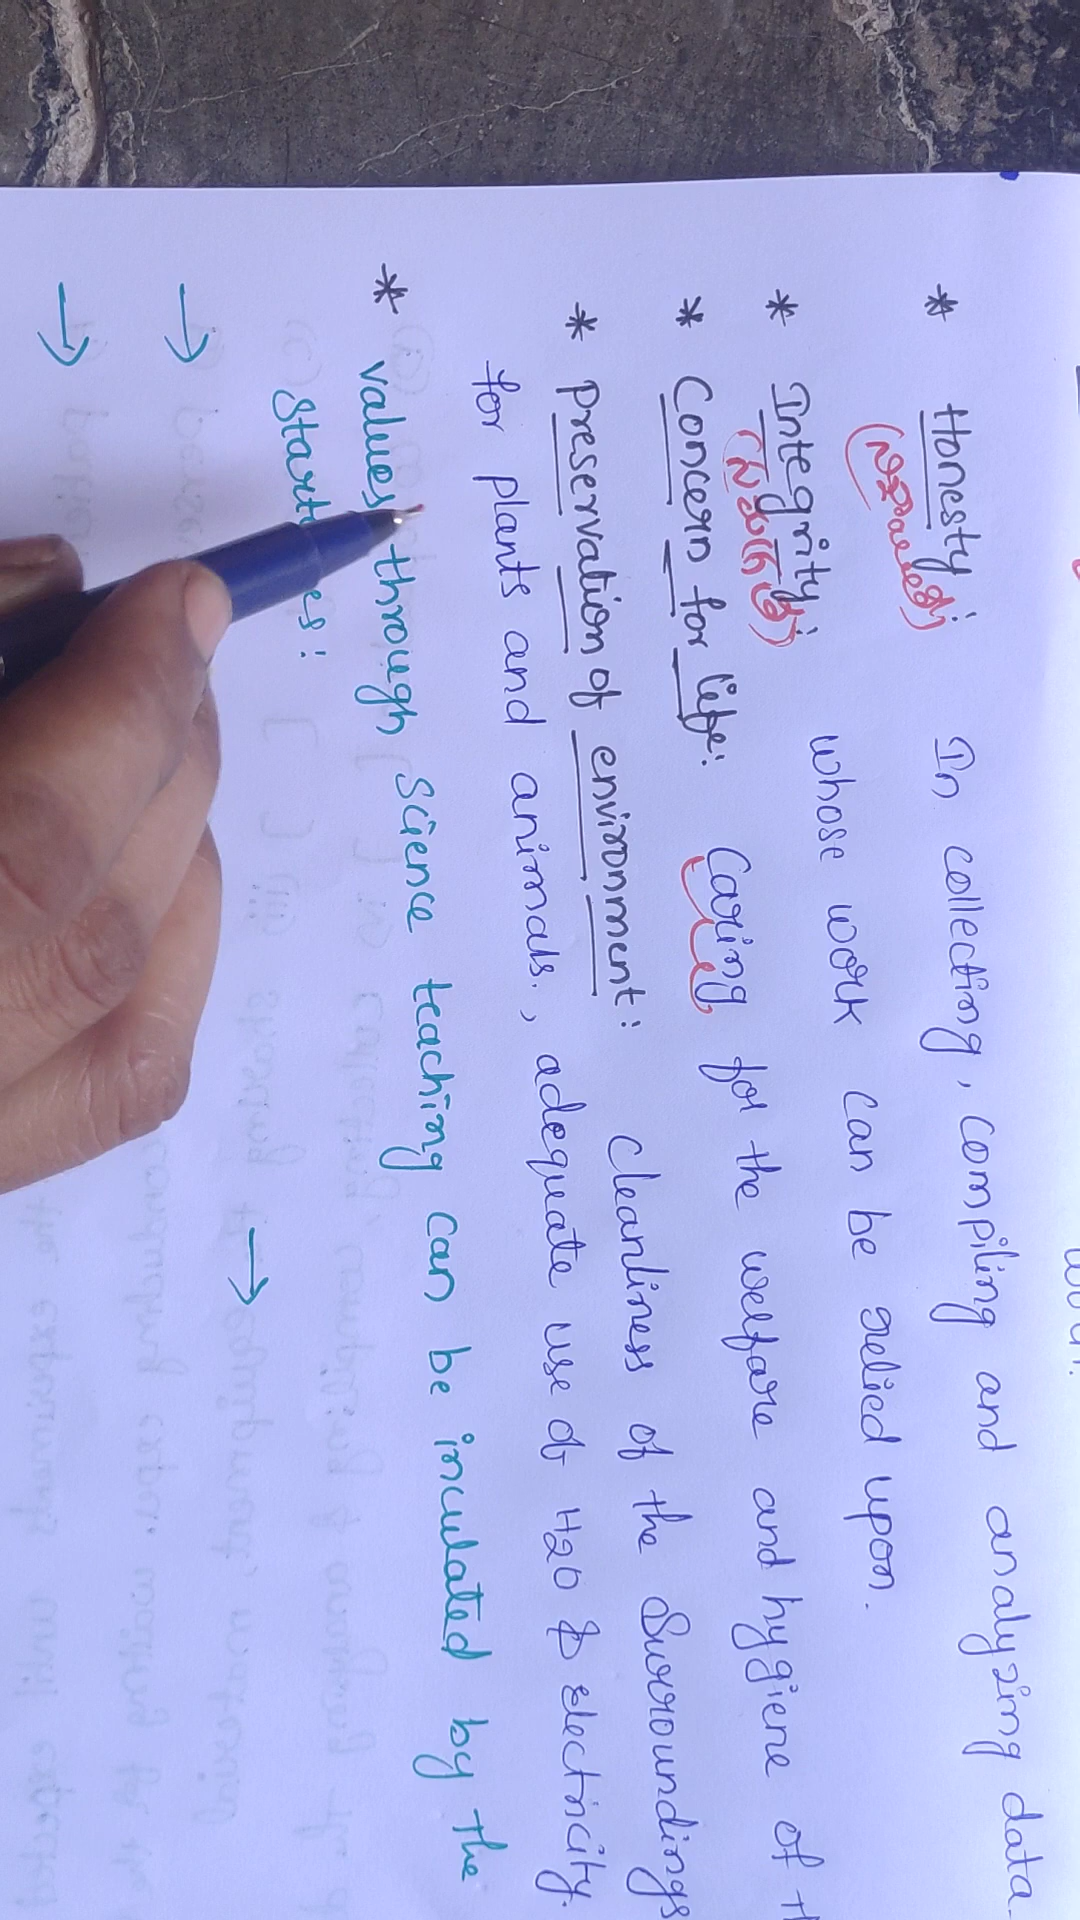 * Honesty: In collecting, compiling and analyzing data.
* Integrity: whose work can be relied upon.
* Concern for life: Caring for the welfare and hygiene of
* Preservation of environment: cleanliness of the Surroundings
for plants and animals., adequate use of H2O & electricity.
* values through science teaching can be inculated by the
→ →
→